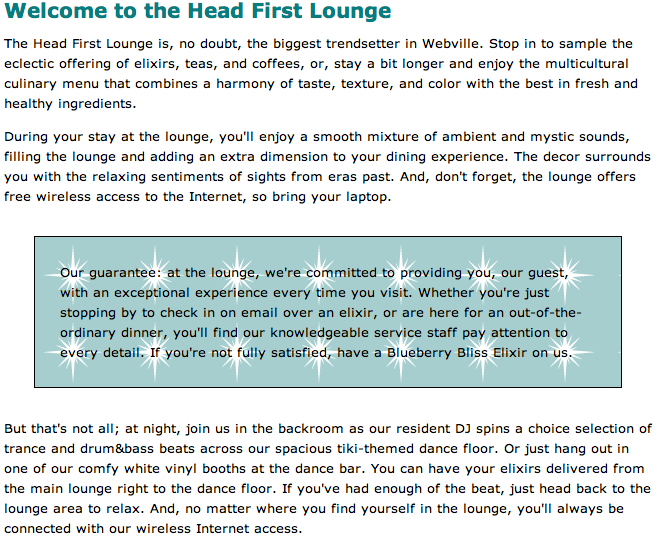 Welcome to the Head First Lounge
The Head First Lounge is, no doubt, the biggest trendsetter in Webville. Stop in to sample the
eclectic offering of elixirs, teas, and coffees, or, stay a bit longer and enjoy the multicultural
culinary menu that combines a harmony of taste, texture, and color with the best in fresh and
healthy ingredients.
During your stay at the lounge, you'll enjoy a smooth mixture of ambient and mystic sounds,
filling the lounge and adding an extra dimension to your dining experience. The decor surrounds
you with the relaxing sentiments of sights from eras past. And, don't forget, the lounge offers
free wireless access to the Internet, so bring your laptop.
Our guarantee: at the lounge, we're committed to providing you, our guest,
with an exceptional experience every time you visit. Whether you're just
stopping by to check in on email over an elixir, or are here for an out-of-the-
ordinary dinner, you'll find our knowledgeable service staff pay attention to
every detail. If you're not fully satisfied, have a Blueberry Bliss Elixir on us.
But that's not all; at night, join us in the backroom as our resident DJ spins a choice selection of
trance and drum&bass beats across our spacious tiki-themed dance floor. Or just hang out in
one of our comfy white vinyl booths at the dance bar. You can have your elixirs delivered from
the main lounge right to the dance floor. If you've had enough of the beat, just head back to the
lounge area to relax. And, no matter where you find yourself in the lounge, you'll always be
connected with our wireless Internet access.